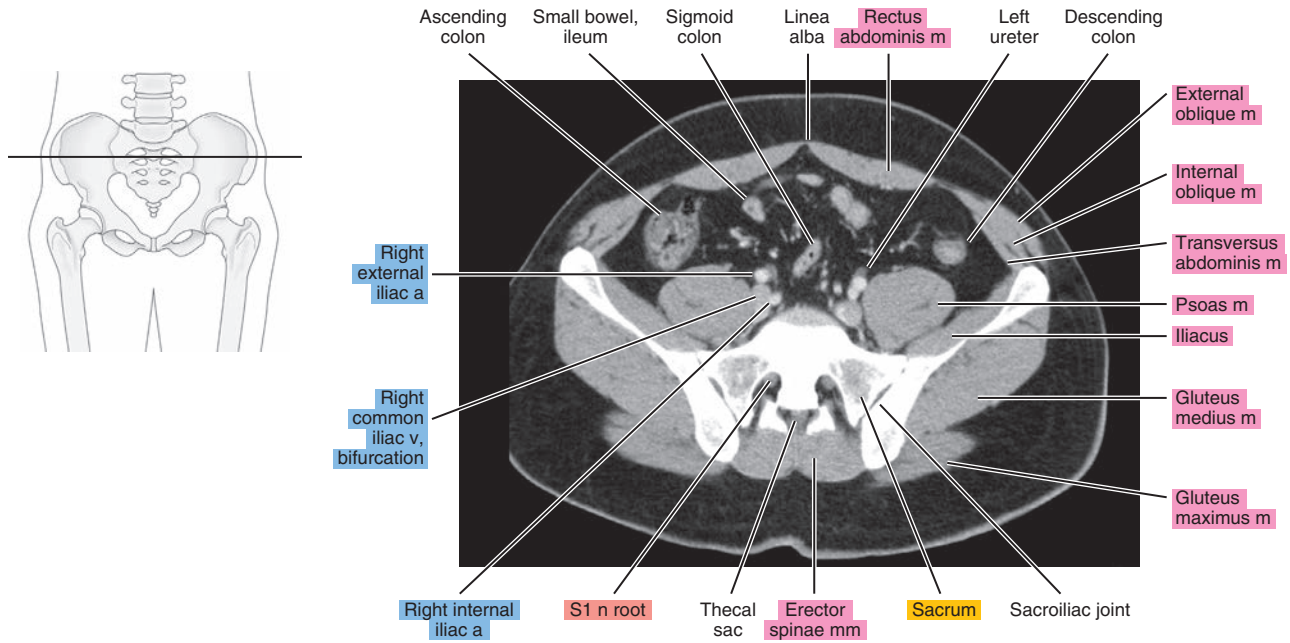 Ascending
colon
Small bowel,
ileum
Sigmoid
colon
Linea
alba
Rectus
abdominis m
Left
ureter
Descending
colon
External
oblique m
Internal
oblique m
Transversus
abdominis m
Psoas m
Iliacus
Gluteus
medius m
Gluteus
maximus m
Right
external
iliac a
Right
common
iliac v,
bifurcation
Right internal
iliac a
S1 n root
Thecal
sac
Erector
spinae mm
Sacrum
Sacroiliac joint